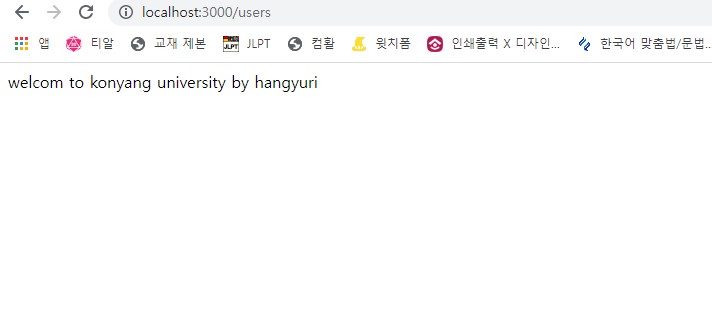 localhost:3000/users
앱 티알 교재 제본 JLPT JLPT 컴활 윗치폼 인쇄출력 X 디자인... 한국어 맞춤법/문법...
welcom to konyang university by hangyuri